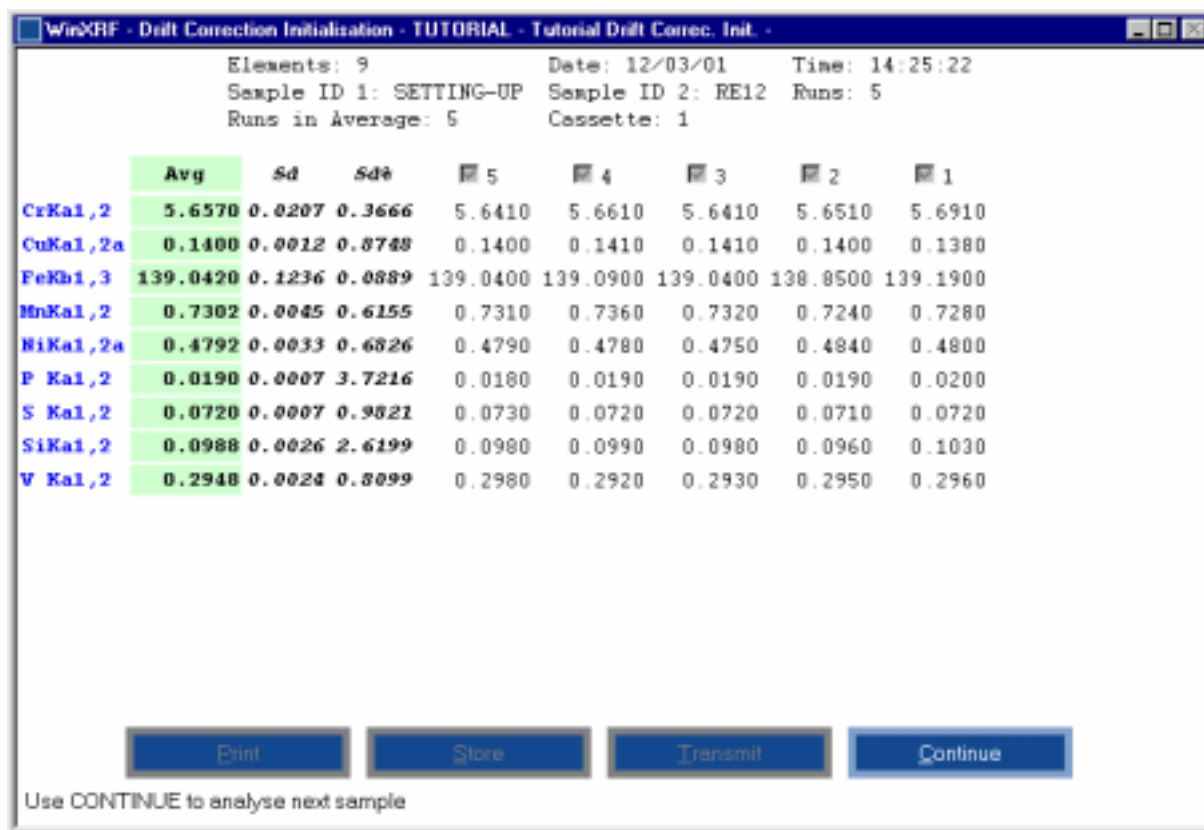 WinXRF - Drift Correction Initialisation - TUTORIAL - Tutorial Drift Correc. Init. -
Elements: 9 Date: 12/03/01 Time: 14:25:22
Sample ID 1: SETTING-UP Sample ID 2: RE12 Runs: 5
Runs in Average: 5 Cassette: 1
Avg Sd Sd% 5 4 3 2 1
CrKa1,2 5.6570 0.0207 0.3666 5.6410 5.6610 5.6410 5.6510 5.6910
CuKa1,2a 0.1400 0.0012 0.8748 0.1400 0.1410 0.1410 0.1400 0.1380
FeKb1,3 139.0420 0.1236 0.0889 139.0400 139.0900 139.0400 138.8500 139.1900
MnKa1,2 0.7302 0.0045 0.6155 0.7310 0.7360 0.7320 0.7240 0.7280
NiKa1,2a 0.4792 0.0033 0.6826 0.4790 0.4780 0.4750 0.4840 0.4800
P Ka1,2 0.0190 0.0007 3.7216 0.0180 0.0190 0.0190 0.0190 0.0200
S Ka1,2 0.0720 0.0007 0.9821 0.0730 0.0720 0.0720 0.0710 0.0720
SiKa1,2 0.0988 0.0026 2.6199 0.0980 0.0990 0.0980 0.0960 0.1030
V Ka1,2 0.2948 0.0024 0.8099 0.2980 0.2920 0.2930 0.2950 0.2960
Print Store Transmit Continue
Use CONTINUE to analyse next sample